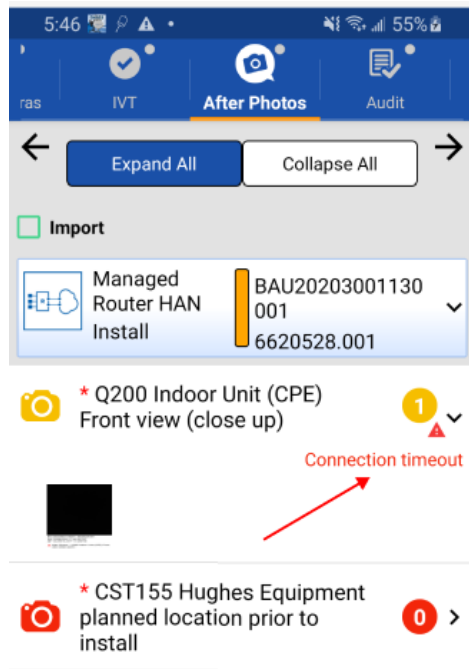 5:46
55%
ras
IVT
After Photos
Audit
Expand All
Collapse All
Import
Managed
Router HAN
Install
BAU20203001130
001
6620528.001
* Q200 Indoor Unit (CPE)
Front view (close up)
1
Connection timeout
* CST155 Hughes Equipment
planned location prior to
install
0